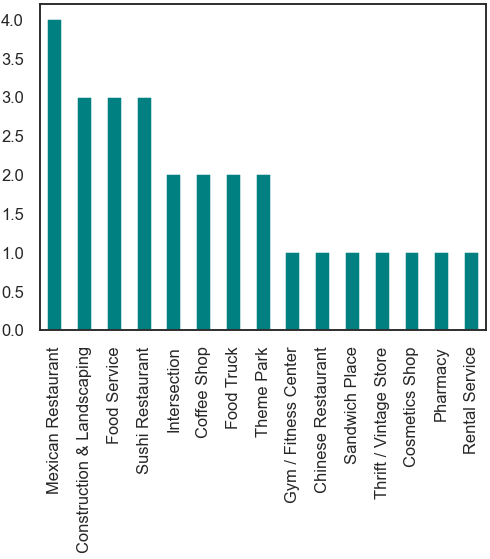 4.0
3.5
3.0
2.5
2.0
1.5
1.0
0.5
0.0
Mexican Restaurant
Construction & Landscaping
Food Service
Sushi Restaurant
Intersection
Coffee Shop
Food Truck
Theme Park
Gym / Fitness Center
Chinese Restaurant
Sandwich Place
Thrift / Vintage Store
Cosmetics Shop
Pharmacy
Rental Service